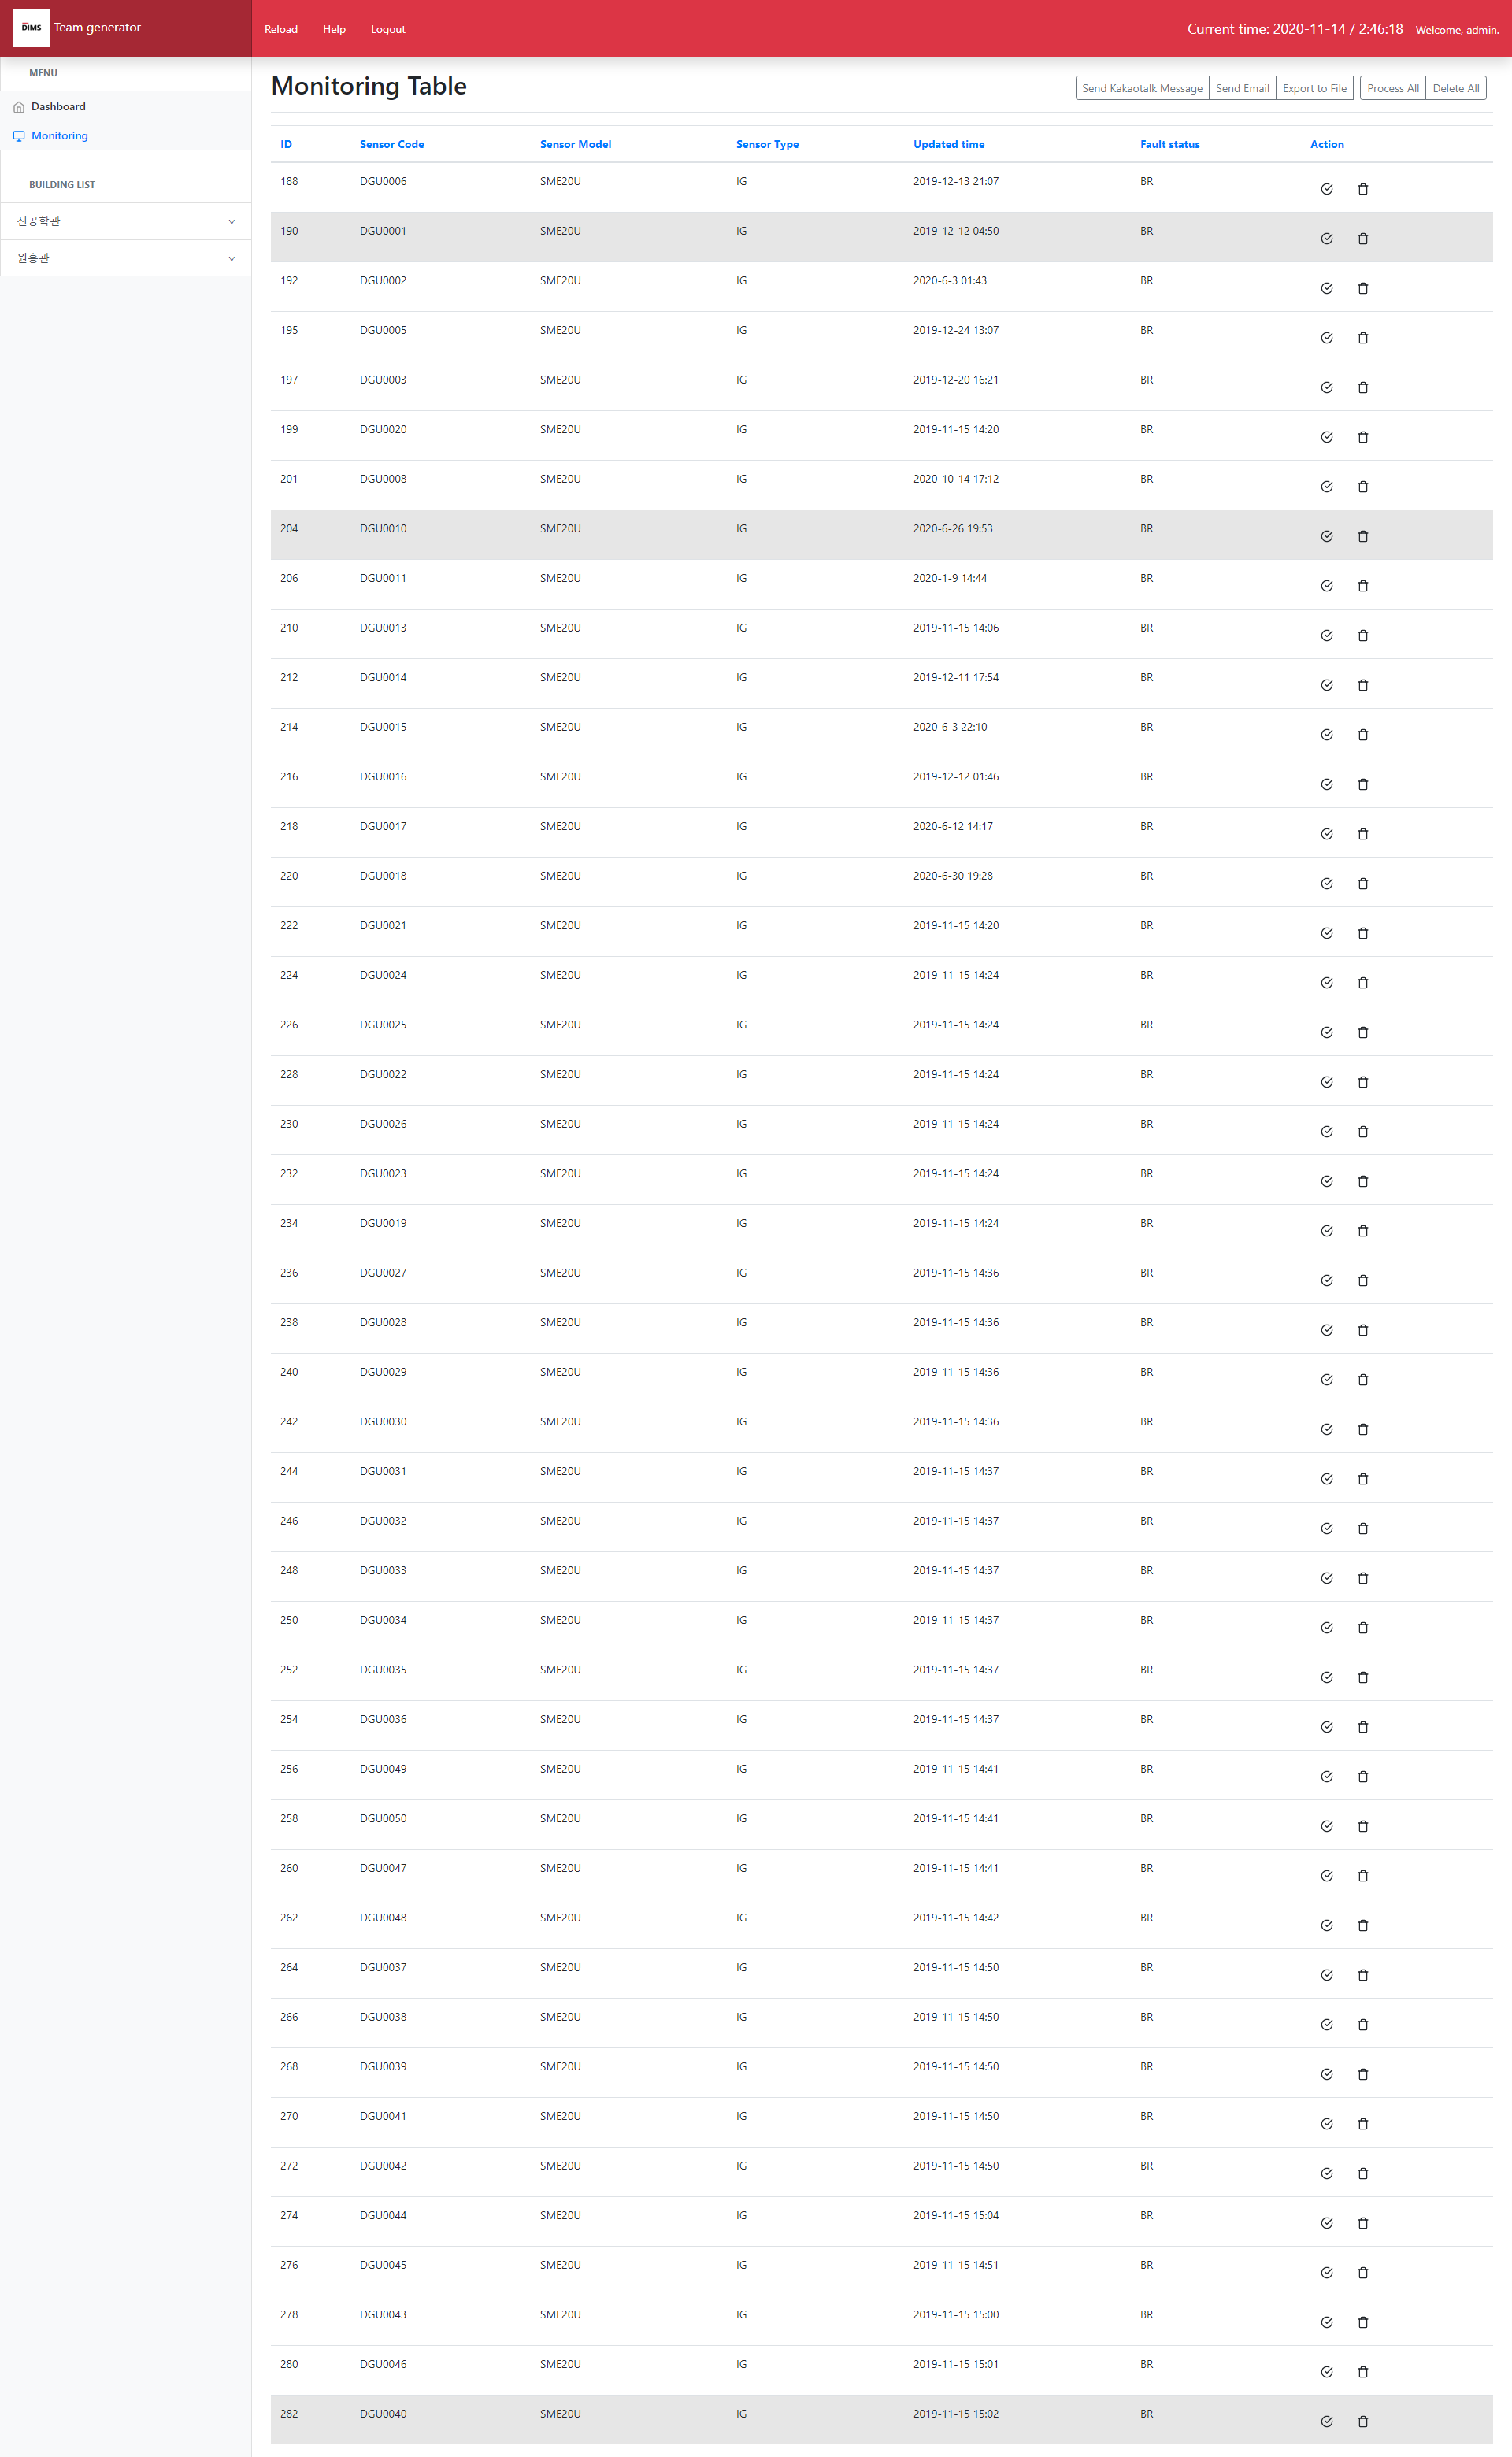 DIMS Team generator Reload Help Logout Current time: 2020-11-14 / 2:46:18 Welcome, admin.
MENU
Dashboard
Monitoring
BUILDING LIST
신공학관
원흥관
Monitoring Table
Send Kakaotalk Message Send Email Export to File Process All Delete All
ID Sensor Code Sensor Model Sensor Type Updated time Fault status Action
188 DGU0006 SME20U IG 2019-12-13 21:07 BR
190 DGU0001 SME20U IG 2019-12-12 04:50 BR
192 DGU0002 SME20U IG 2020-6-3 01:43 BR
195 DGU0005 SME20U IG 2019-12-24 13:07 BR
197 DGU0003 SME20U IG 2019-12-20 16:21 BR
199 DGU0020 SME20U IG 2019-11-15 14:20 BR
201 DGU0008 SME20U IG 2020-10-14 17:12 BR
204 DGU0010 SME20U IG 2020-6-26 19:53 BR
206 DGU0011 SME20U IG 2020-1-9 14:44 BR
210 DGU0013 SME20U IG 2019-11-15 14:06 BR
212 DGU0014 SME20U IG 2019-12-11 17:54 BR
214 DGU0015 SME20U IG 2020-6-3 22:10 BR
216 DGU0016 SME20U IG 2019-12-12 01:46 BR
218 DGU0017 SME20U IG 2020-6-12 14:17 BR
220 DGU0018 SME20U IG 2020-6-30 19:28 BR
222 DGU0021 SME20U IG 2019-11-15 14:20 BR
224 DGU0024 SME20U IG 2019-11-15 14:24 BR
226 DGU0025 SME20U IG 2019-11-15 14:24 BR
228 DGU0022 SME20U IG 2019-11-15 14:24 BR
230 DGU0026 SME20U IG 2019-11-15 14:24 BR
232 DGU0023 SME20U IG 2019-11-15 14:24 BR
234 DGU0019 SME20U IG 2019-11-15 14:24 BR
236 DGU0027 SME20U IG 2019-11-15 14:36 BR
238 DGU0028 SME20U IG 2019-11-15 14:36 BR
240 DGU0029 SME20U IG 2019-11-15 14:36 BR
242 DGU0030 SME20U IG 2019-11-15 14:36 BR
244 DGU0031 SME20U IG 2019-11-15 14:37 BR
246 DGU0032 SME20U IG 2019-11-15 14:37 BR
248 DGU0033 SME20U IG 2019-11-15 14:37 BR
250 DGU0034 SME20U IG 2019-11-15 14:37 BR
252 DGU0035 SME20U IG 2019-11-15 14:37 BR
254 DGU0036 SME20U IG 2019-11-15 14:37 BR
256 DGU0049 SME20U IG 2019-11-15 14:41 BR
258 DGU0050 SME20U IG 2019-11-15 14:41 BR
260 DGU0047 SME20U IG 2019-11-15 14:41 BR
262 DGU0048 SME20U IG 2019-11-15 14:42 BR
264 DGU0037 SME20U IG 2019-11-15 14:50 BR
266 DGU0038 SME20U IG 2019-11-15 14:50 BR
268 DGU0039 SME20U IG 2019-11-15 14:50 BR
270 DGU0041 SME20U IG 2019-11-15 14:50 BR
272 DGU0042 SME20U IG 2019-11-15 14:50 BR
274 DGU0044 SME20U IG 2019-11-15 15:04 BR
276 DGU0045 SME20U IG 2019-11-15 14:51 BR
278 DGU0043 SME20U IG 2019-11-15 15:00 BR
280 DGU0046 SME20U IG 2019-11-15 15:01 BR
282 DGU0040 SME20U IG 2019-11-15 15:02 BR